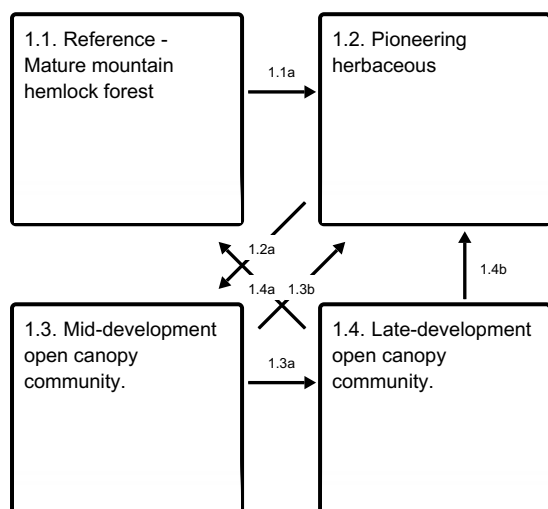 1.1. Reference -
Mature mountain
hemlock forest
1.1a
1.2. Pioneering
herbaceous
1.2a
1.4a
1.3b
1.4b
1.3. Mid-development
open canopy
community.
1.3a
1.4. Late-development
open canopy
community.